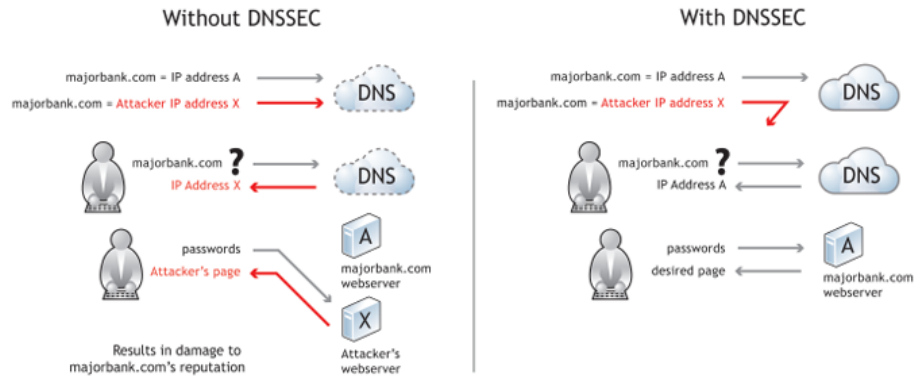 Without DNSSEC
majorbank.com = IP address A
DNS
majorbank.com = Attacker IP address X
majorbank.com ?
DNS
IP Address X
A
passwords
majorbank.com
webserver
Attacker's page
X
Attacker's
webserver
Results in damage to
majorbank.com's reputation
With DNSSEC
majorbank.com = IP address A
DNS
majorbank.com = Attacker IP address X
majorbank.com ?
DNS
IP Address A
passwords
A
desired page
majorbank.com
webserver